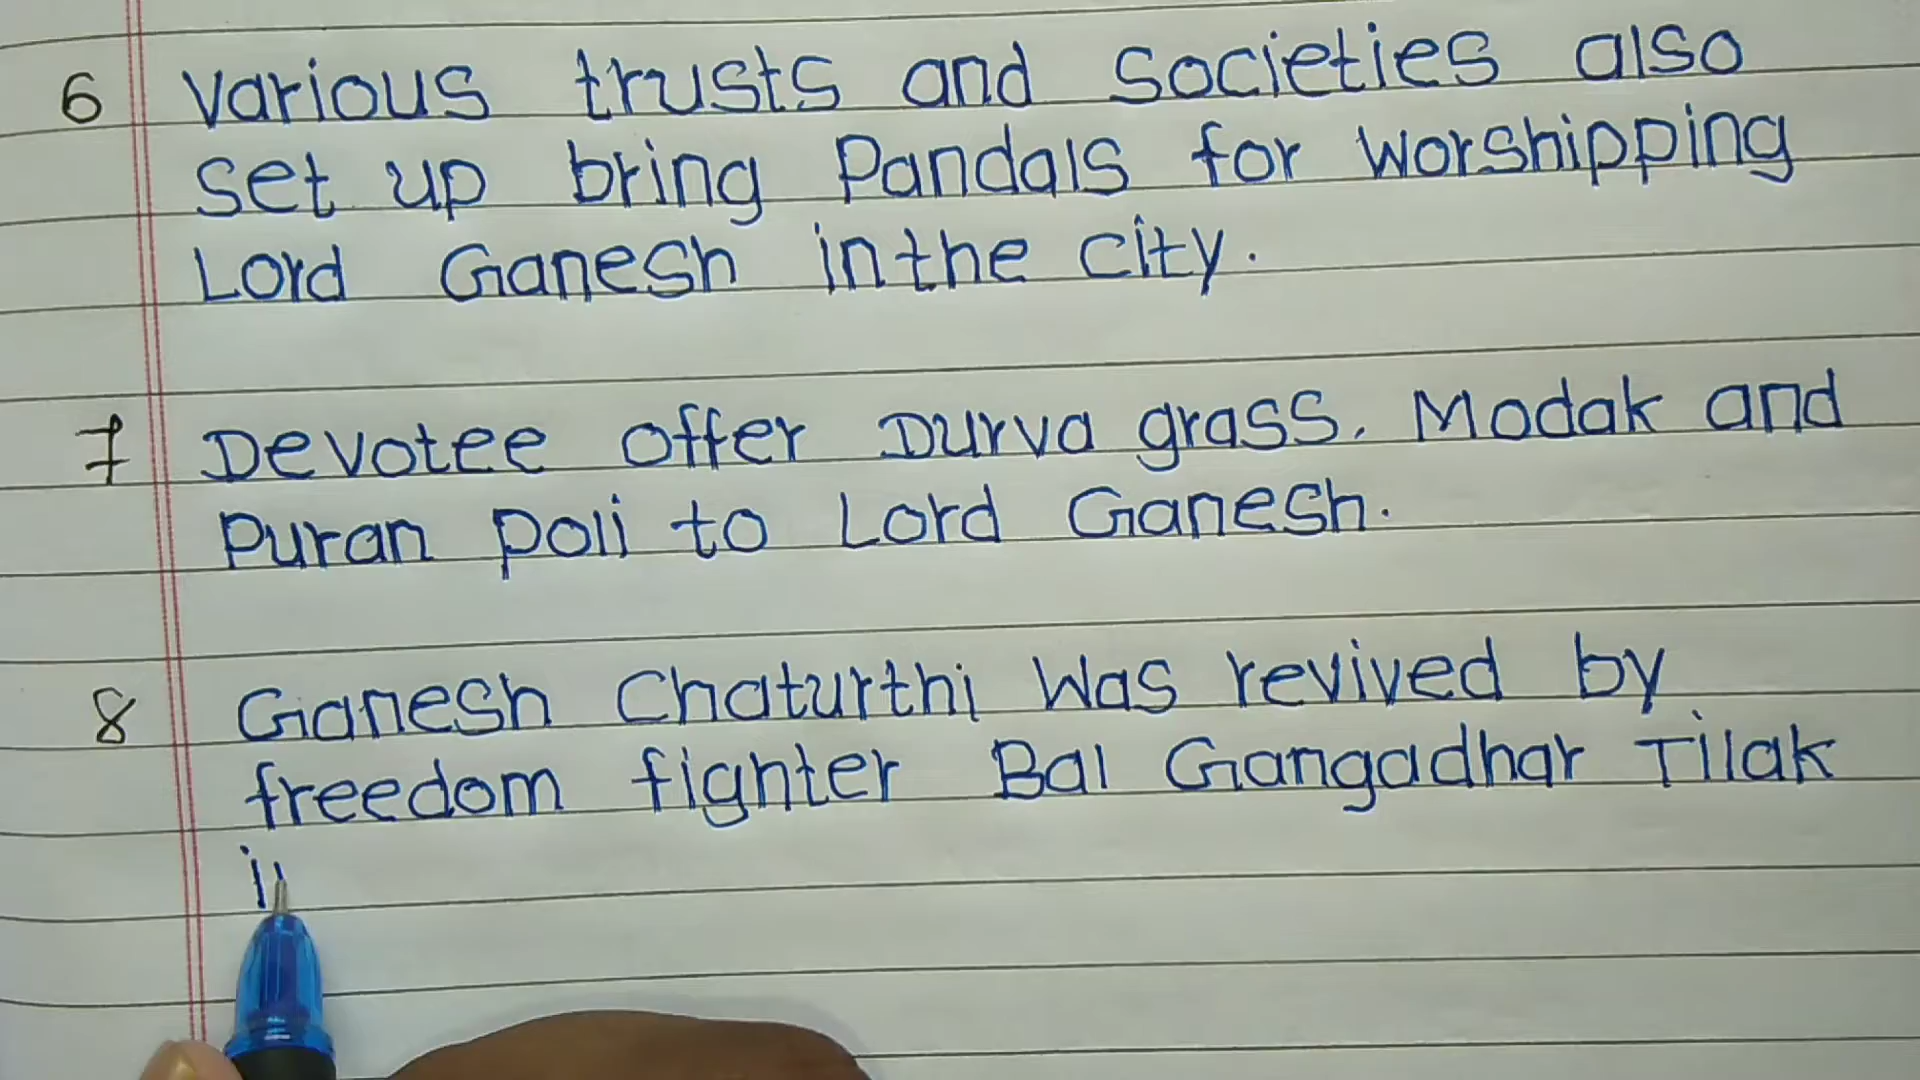 6 Various trusts and societies also
set up bring Pandals for worshipping
Lord Ganesh in the city.
7 Devotee offer Durva grass, Modak and
Puran poli to Lord Ganesh.
8 Ganesh Chaturthi was revived by
freedom fighter Bal Gangadhar Tilak